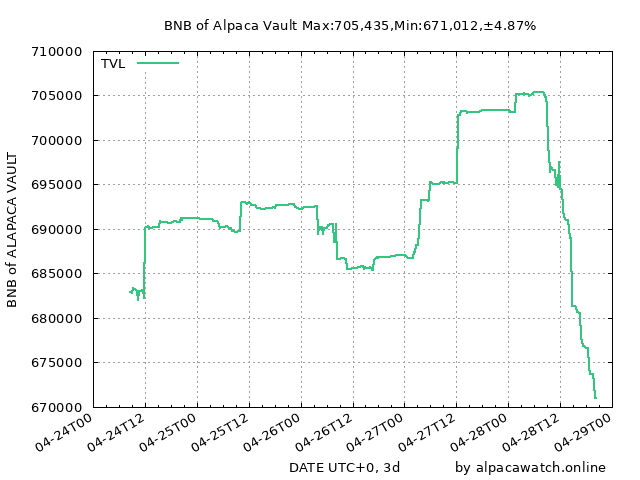 BNB of Alpaca Vault Max:705,435,Min:671,012,±4.87%
TVL
BNB of ALAPACA VAULT
710000
705000
700000
695000
690000
685000
680000
675000
670000
04-24T00
04-24T12
04-25T00
04-25T12
04-26T00
04-26T12
04-27T00
04-27T12
04-28T00
04-28T12
04-29T00
DATE UTC+0, 3d
by alpacawatch.online